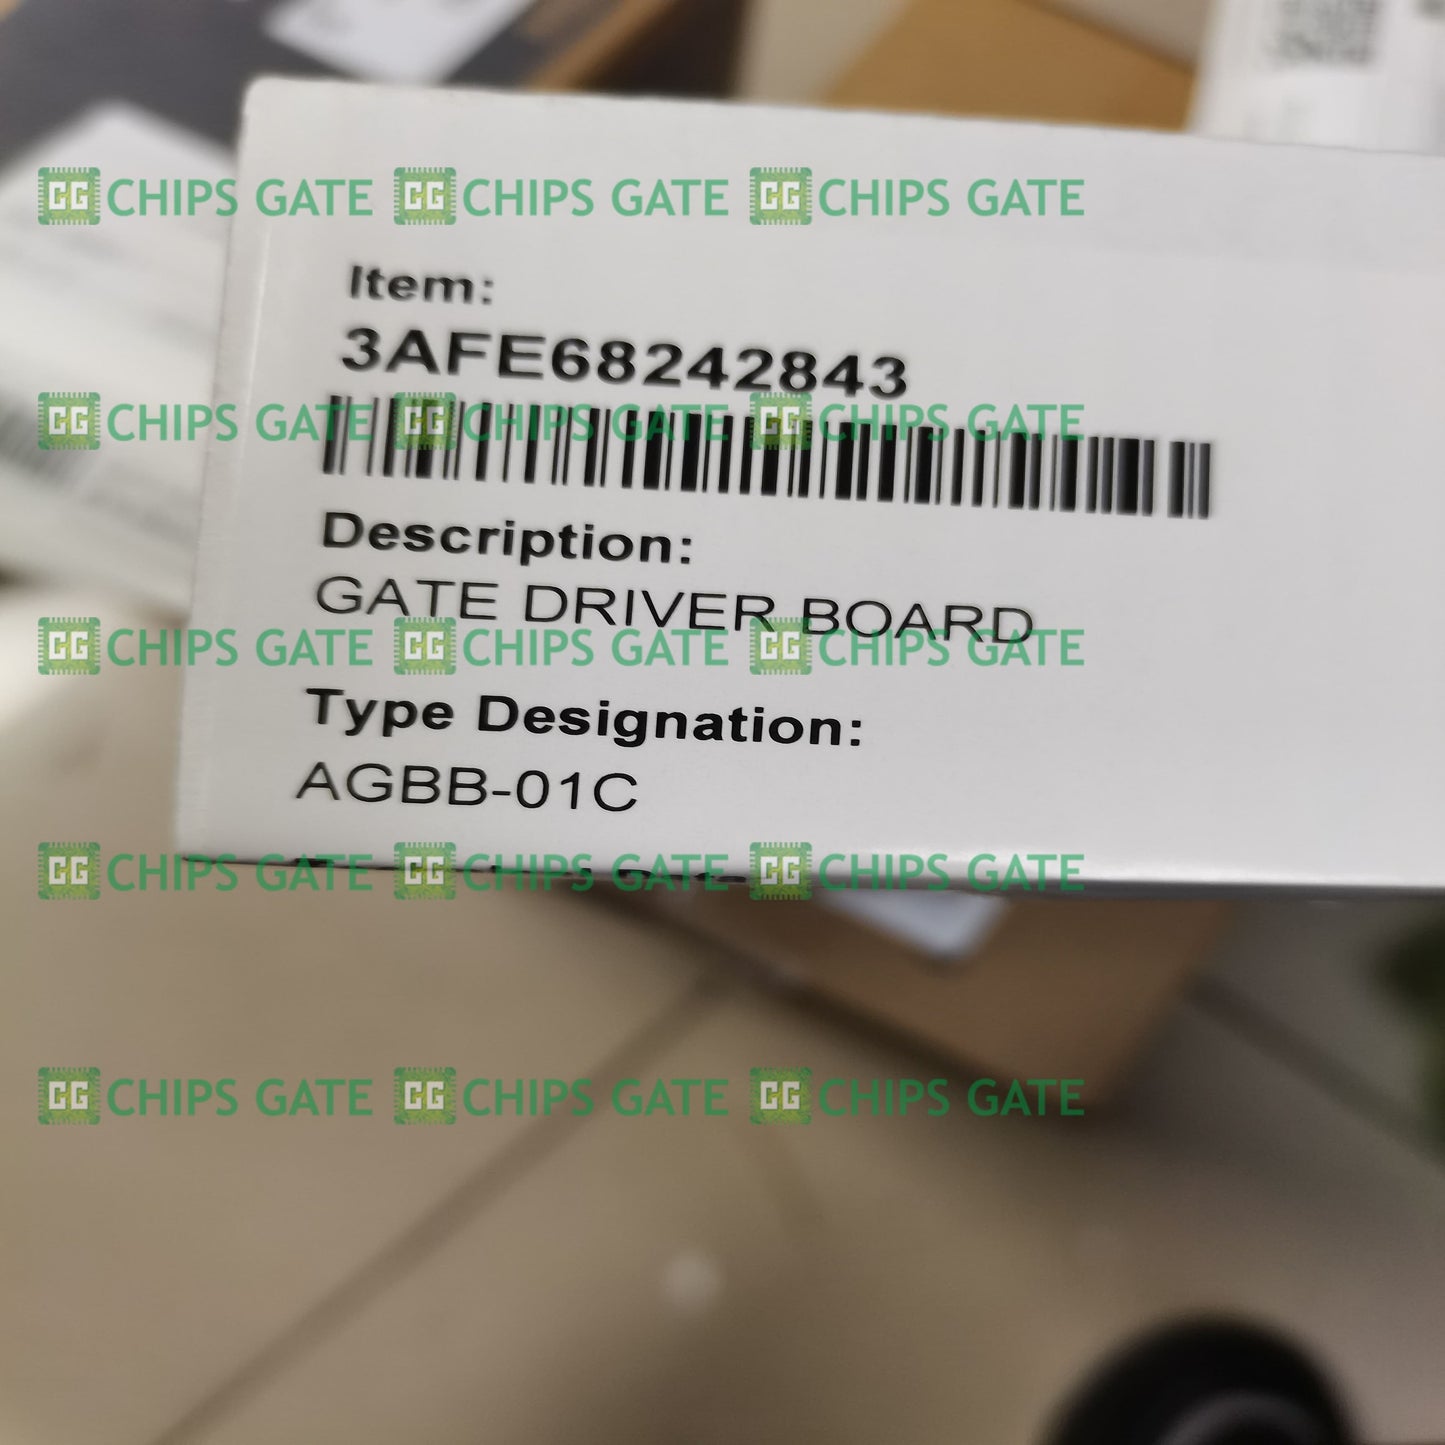 CG CHIPS GATE CG CHIPS GATE CG CHIPS GATE
Item:
3AFE68242843
CG CHIPS GATE CG CHIPS GATE CG CHIPS GATE
Description:
GATE DRIVER BOARD
CG CHIPS GATE CG CHIPS GATE CG CHIPS GATE
Type Designation:
AGBB-01C
CG CHIPS GATE CG CHIPS GATE CG CHIPS GATE
CG CHIPS GATE CG CHIPS GATE CG CHIPS GATE